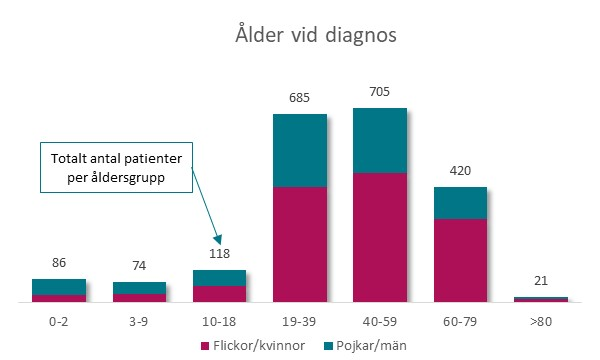 Ålder vid diagnos
685
705
Totalt antal patienter
per åldersgrupp
420
86
74
118
21
0-2
3-9
10-18
19-39
40-59
60-79
>80
Flickor/kvinnor
Pojkar/män